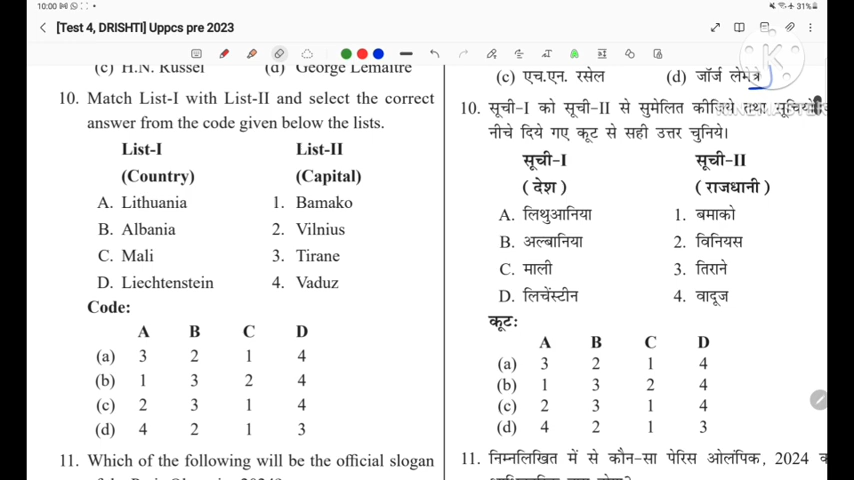 10:00
31%
[Test 4, DRISHTI] Uppcs pre 2023
(c) H.N. Russel (d) George Lemaitre
10. Match List-I with List-II and select the correct
answer from the code given below the lists.
List-I List-II
(Country) (Capital)
A. Lithuania 1. Bamako
B. Albania 2. Vilnius
C. Mali 3. Tirane
D. Liechtenstein 4. Vaduz
Code:
A B C D
(a) 3 2 1 4
(b) 1 3 2 4
(c) 2 3 1 4
(d) 4 2 1 3
11. Which of the following will be the official slogan
(c) एच.एन. रसेल (d) जॉर्ज लेमेत्र
10. सूची-I को सूची-II से सुमेलित कीजिये तथा सूचियों
नीचे दिये गए कूट से सही उत्तर चुनिये।
सूची-I सूची-II
(देश) (राजधानी)
A. लिथुआनिया 1. बमाको
B. अल्बानिया 2. विनियस
C. माली 3. तिराने
D. लिचेंस्टीन 4. वादूज
कूटः
A B C D
(a) 3 2 1 4
(b) 1 3 2 4
(c) 2 3 1 4
(d) 4 2 1 3
11. निम्नलिखित में से कौन-सा पेरिस ओलंपिक, 2024 क